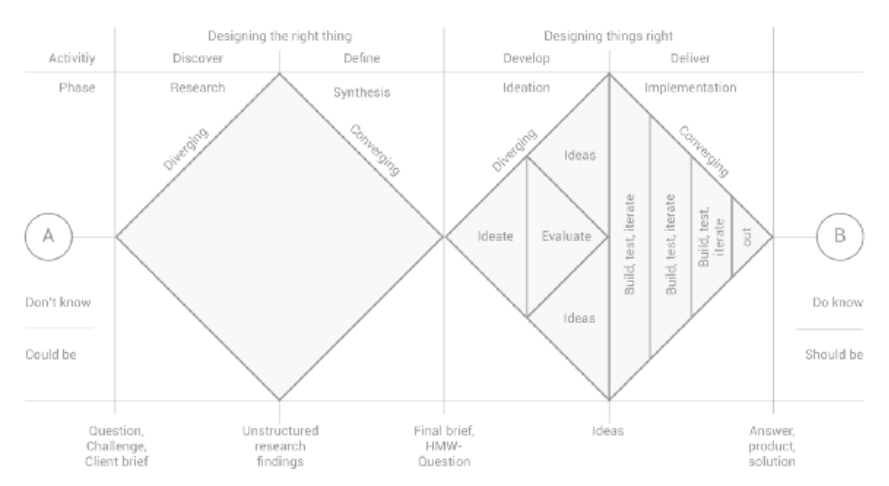 Designing the right thing
Designing things right
Activitiy
Discover
Define
Develop
Deliver
Phase
Research
Synthesis
Ideation
Implementation
Diverging
Converging
Diverging
Converging
Ideas
A
Ideate
Evaluate
Build, test, iterate
Build, test, iterate
Build, test,
iterate
out
B
Ideas
Don't know
Could be
Do know
Should be
Question,
Challenge,
Client brief
Unstructured
research
findings
Final brief,
HMW-
Question
Ideas
Answer,
product,
solution